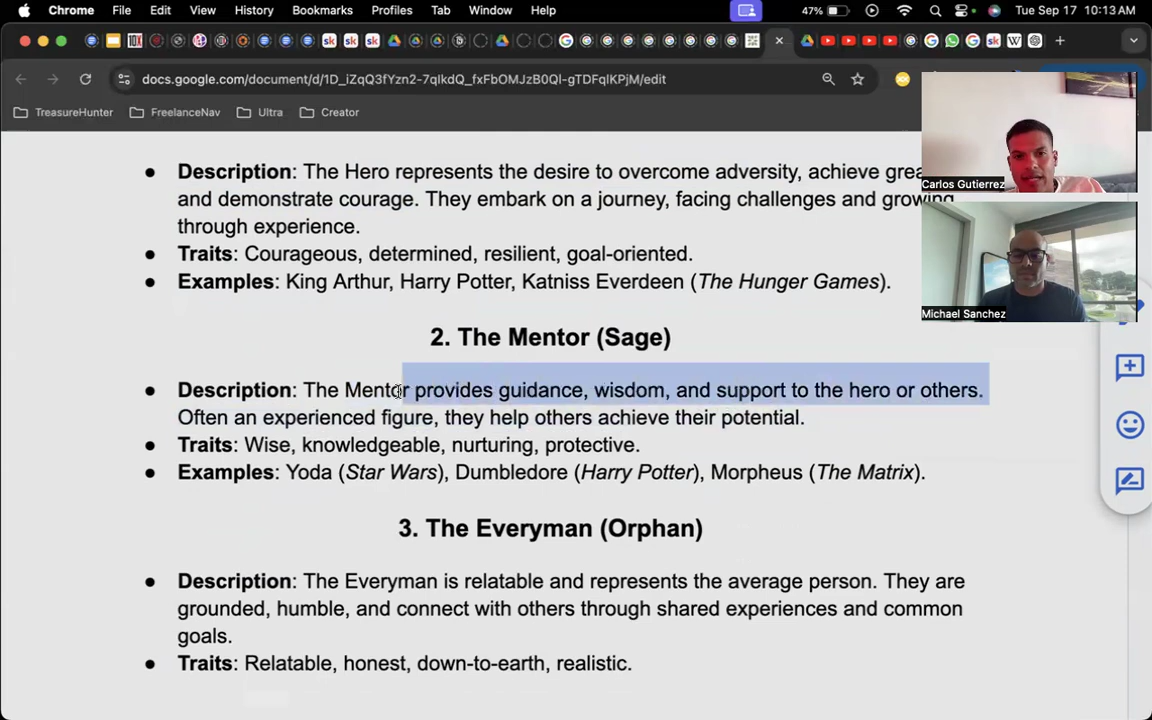 Chrome File Edit View History Bookmarks Profiles Tab Window Help 47% Tue Sep 17 10:13 AM
docs.google.com/document/d/1D_iZqQ3fYzn2-7qlkdQ_fxFbOMJzB0Ql-gTDFqlKPjM/edit
TreasureHunter FreelanceNav Ultra Creator
Carlos Gutierrez
Michael Sanchez
● Description: The Hero represents the desire to overcome adversity, achieve
and demonstrate courage. They embark on a journey, facing challenges and growing
through experience.
● Traits: Courageous, determined, resilient, goal-oriented.
● Examples: King Arthur, Harry Potter, Katniss Everdeen (The Hunger Games).
2. The Mentor (Sage)
● Description: The Mentor provides guidance, wisdom, and support to the hero or others.
Often an experienced figure, they help others achieve their potential.
● Traits: Wise, knowledgeable, nurturing, protective.
● Examples: Yoda (Star Wars), Dumbledore (Harry Potter), Morpheus (The Matrix).
3. The Everyman (Orphan)
● Description: The Everyman is relatable and represents the average person. They are
grounded, humble, and connect with others through shared experiences and common
goals.
● Traits: Relatable, honest, down-to-earth, realistic.